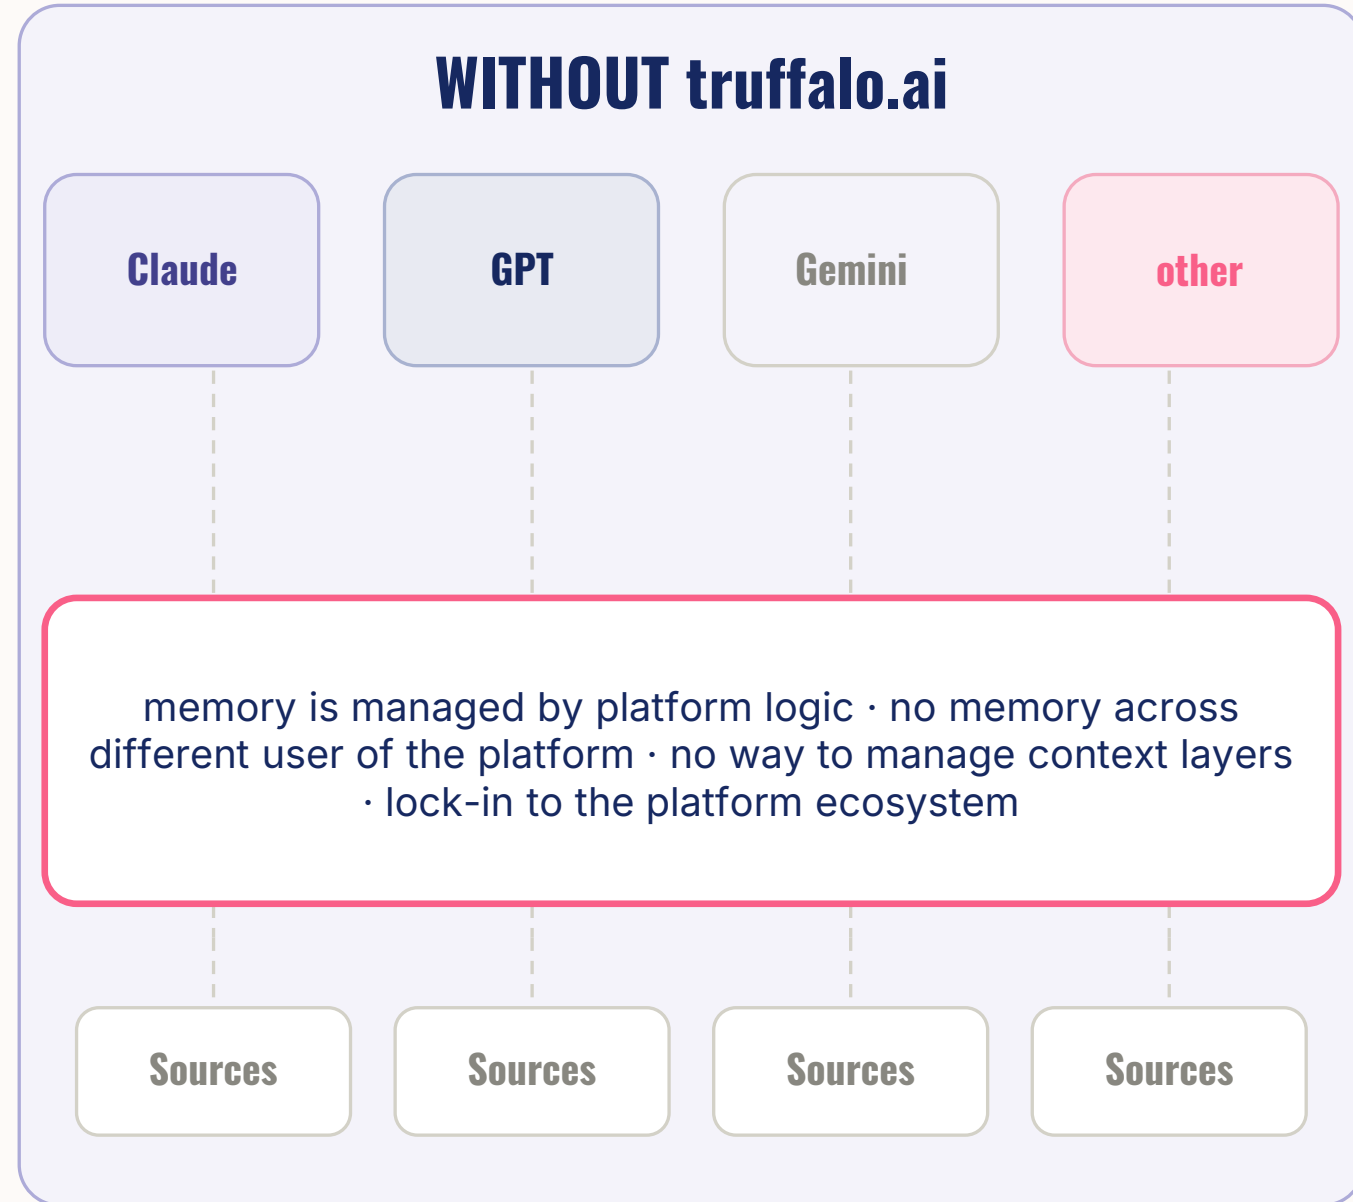 WITHOUT truffalo.ai
Claude
GPT
Gemini
other
memory is managed by platform logic · no memory across
different user of the platform · no way to manage context layers
· lock-in to the platform ecosystem
Sources
Sources
Sources
Sources